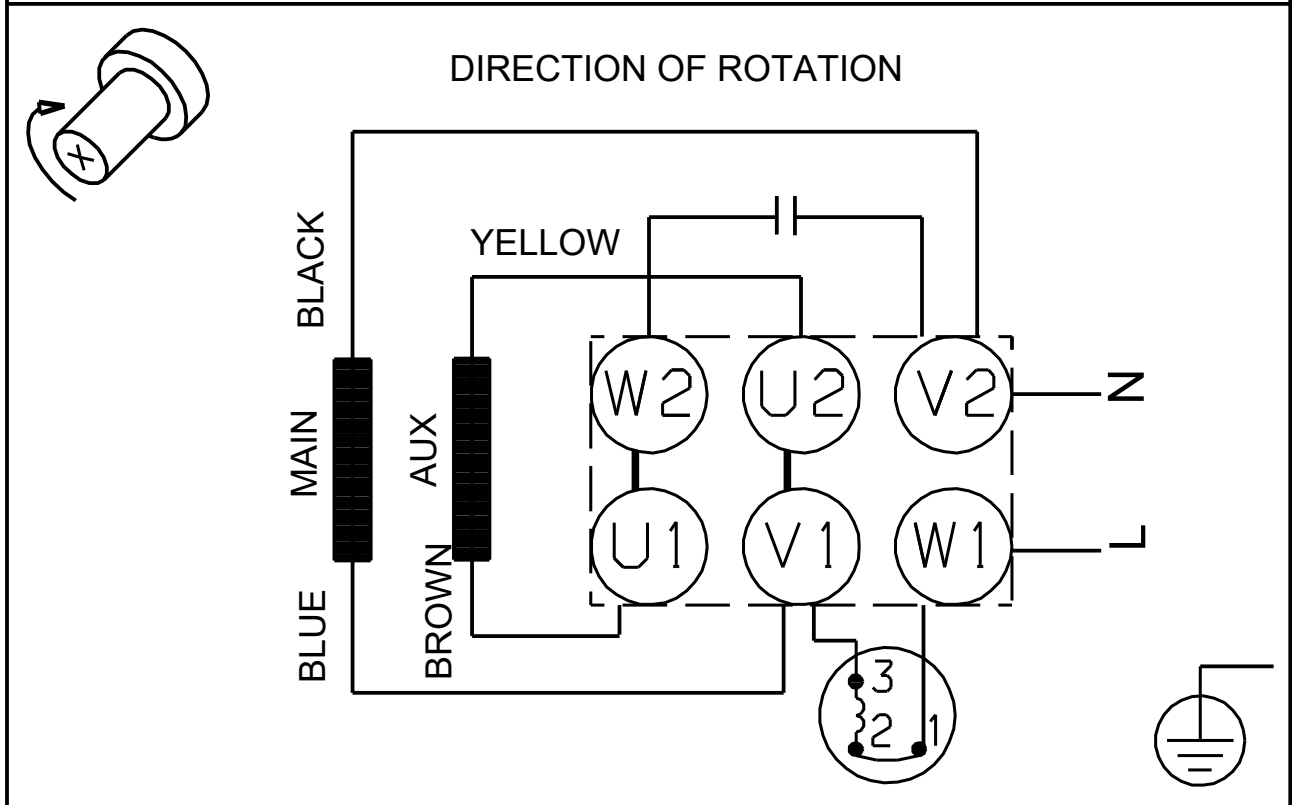 DIRECTION OF ROTATION
BLACK
YELLOW
MAIN
AUX
W2 U2 V2 N
U1 V1 W1 L
BLUE
BROWN
3
2 1